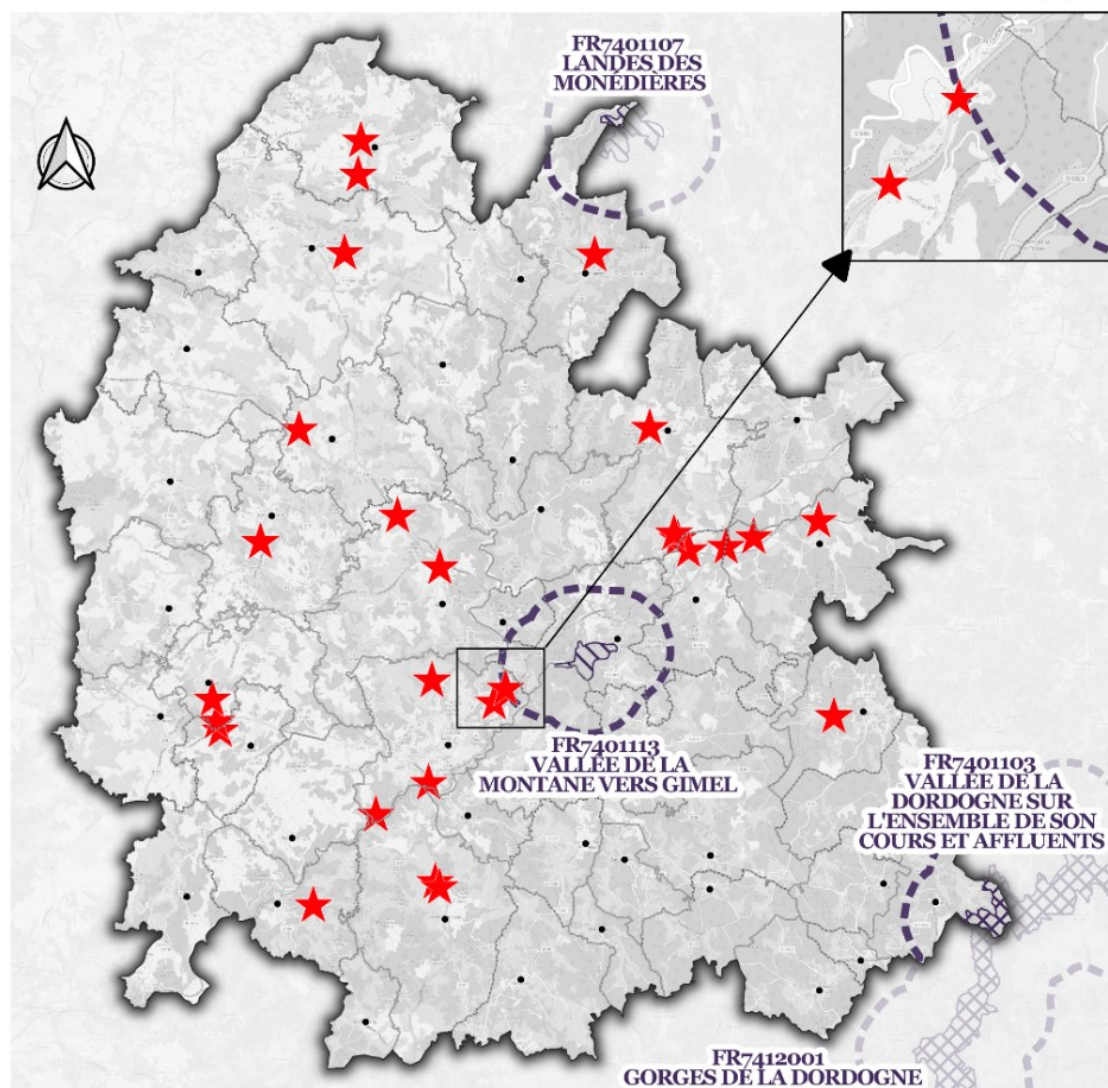 FR7401107
LANDES DES
MONÉDIÈRES
FR7401113
VALLÉE DE LA
MONTANE VERS GIMEL
FR7401103
VALLÉE DE LA
DORDOGNE SUR
L'ENSEMBLE DE SON
COURS ET AFFLUENTS
FR7412001
GORGES DE LA DORDOGNE